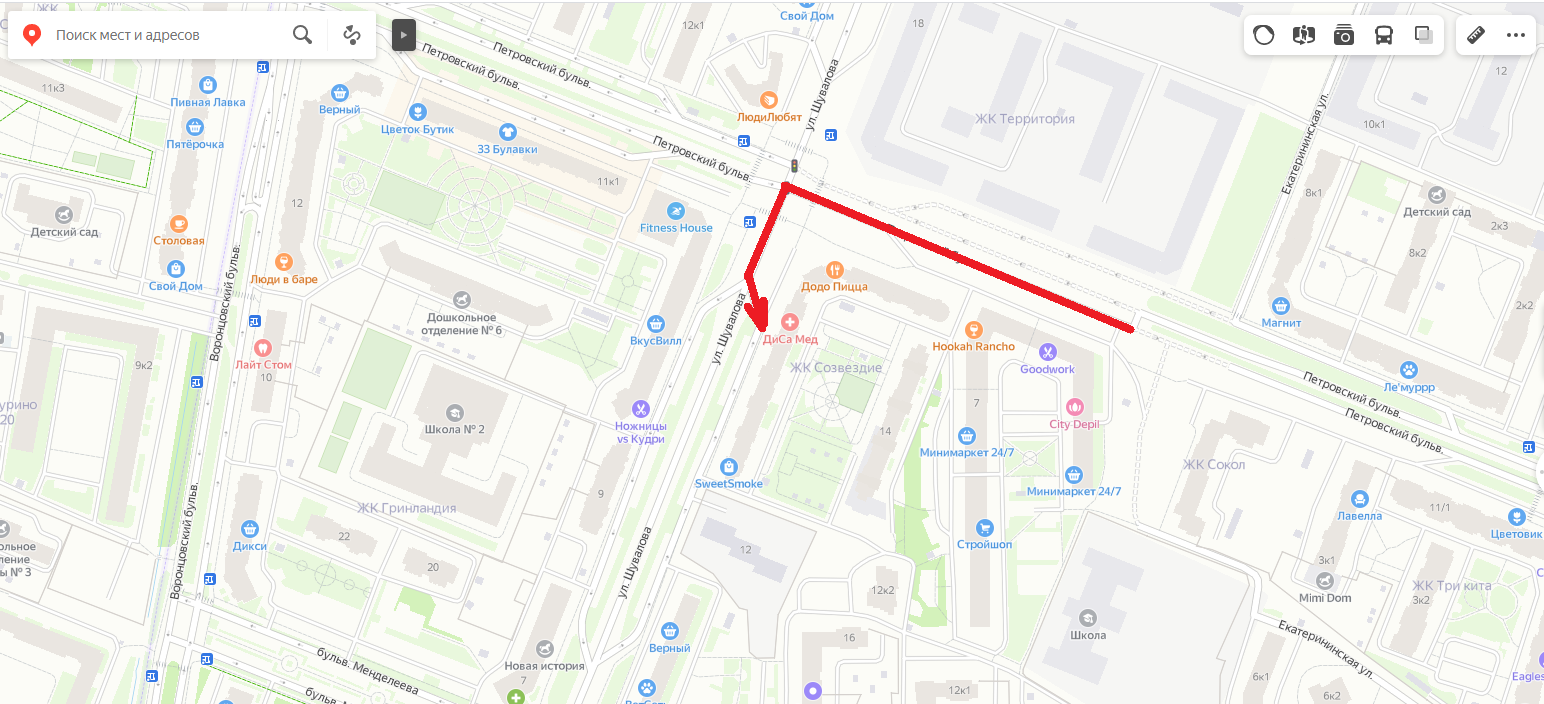 ЖК
12к1
Свой Дом
18
Поиск мест и адресов
Петровский бульв.
Петровский бульв.
12
11к3
Пивная Лавка
Верный
ЛюдиЛюбят
ул. Шувалова
ЖК Территория
Екатерининская ул.
10к1
Цветок Бутик
Пятёрочка
33 Булавки
Петровский бульв.
11к1
8к1
12
Детский сад
Детский сад
2к3
Fitness House
Столовая
8к2
Люди в баре
Свой Дом
Додо Пицца
Воронцовский бульв.
Дошкольное
отделение № 6
2к2
Магнит
ВкусВилл
ул. Шувалова
ДиСа Мед
Hookah Rancho
9к2
Лайт Стом
10
ЖК Созвездие
Goodwork
Петровский бульв.
Ле'муррр
7
20
Школа № 2
Ножницы
vs Кудри
14
City Depil
Петровский бульв.
Минимаркет 24/7
ЖК Сокол
SweetSmoke
Минимаркет 24/7
9
ЖК Гринландия
11/1
Лавелла
Цветовик
22
Дикси
Стройшоп
12
ы № 3
Воронцовский бульв.
20
ул. Шувалова
3к1
12к2
Mimi Dom
ЖК Три кита
3к2
Школа
16
Верный
Екатерининская ул.
бульв. Менделеева
Новая история
7
6к1
12к1
6к2
Eagles